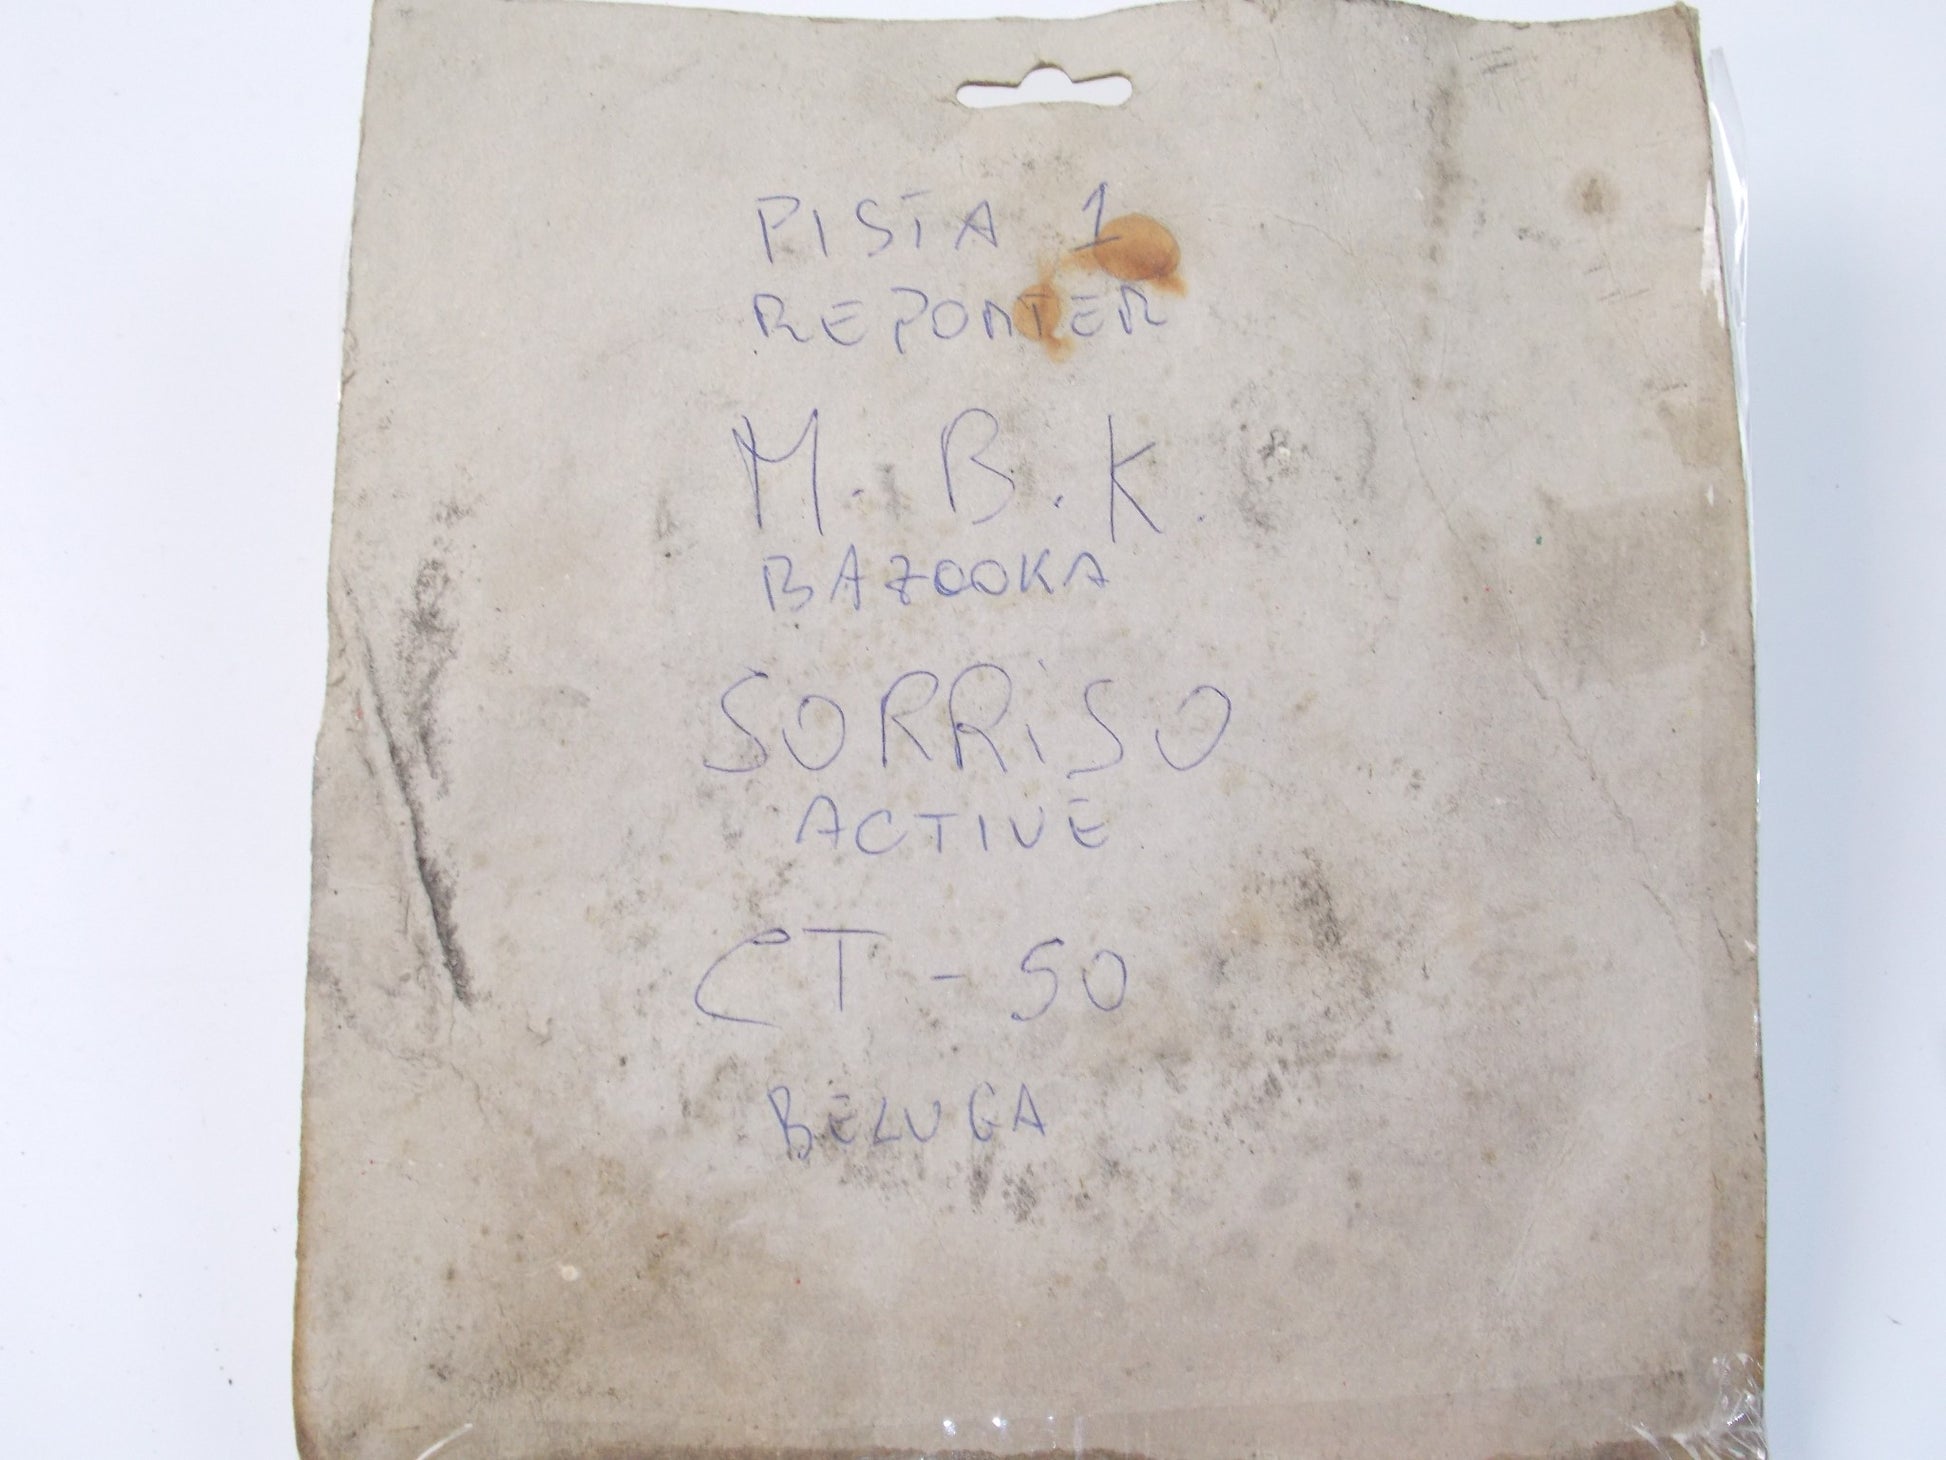 PISTA 1
REPORTER
M.B.K.
BAZOOKA
SORRiSO
ACTIVE
CT-50
BELUGA